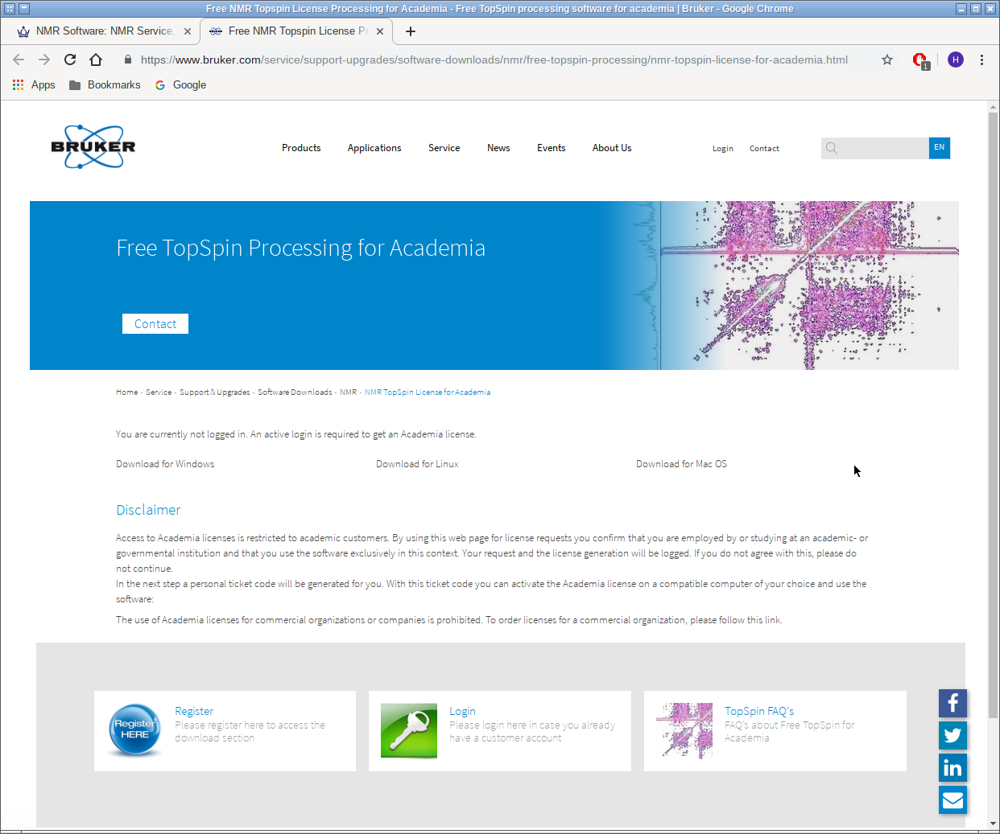 Free NMR Topspin License Processing for Academia - Free TopSpin processing software for academia | Bruker - Google Chrome
NMR Software: NMR Service,
Free NMR Topspin License Pr
https://www.bruker.com/service/support-upgrades/software-downloads/nmr/free-topspin-processing/nmr-topspin-license-for-academia.html
1
H
Apps Bookmarks Google
BRUKER
Products Applications Service News Events About Us Login Contact EN
Free TopSpin Processing for Academia
Contact
Home - Service - Support & Upgrades - Software Downloads - NMR - NMR TopSpin License for Academia
You are currently not logged in. An active login is required to get an Academia license.
Download for Windows Download for Linux Download for Mac OS
Disclaimer
Access to Academia licenses is restricted to academic customers. By using this web page for license requests you confirm that you are employed by or studying at an academic- or
governmental institution and that you use the software exclusively in this context. Your request and the license generation will be logged. If you do not agree with this, please do
not continue.
In the next step a personal ticket code will be generated for you. With this ticket code you can activate the Academia license on a compatible computer of your choice and use the
software:
The use of Academia licenses for commercial organizations or companies is prohibited. To order licenses for a commercial organization, please follow this link.
Register HERE
Register
Please register here to access the
download section
Login
Please login here in case you already
have a customer account
TopSpin FAQ's
FAQ's about Free TopSpin for
Academia